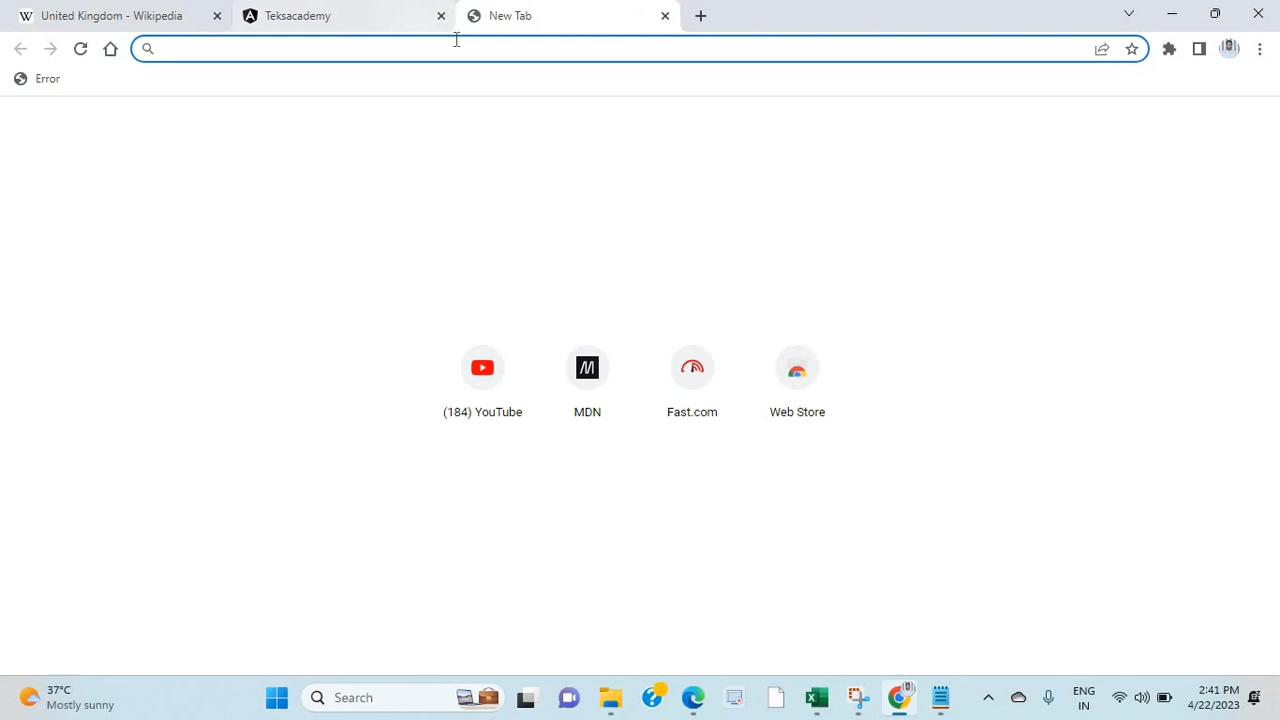 United Kingdom - Wikipedia
Teksacademy
New Tab
Error
(184) YouTube
MDN
Fast.com
Web Store
37°C
Mostly sunny
Search
ENG
IN
2:41 PM
4/22/2023